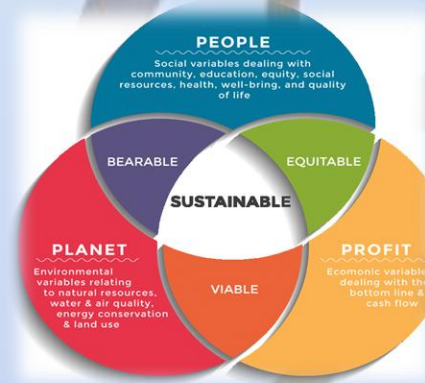 PEOPLE
Social variables dealing with
community, education, equity, social
resources, health, well-bring, and quality
of life
BEARABLE
EQUITABLE
SUSTAINABLE
PLANET
Environmental
variables relating
to natural resources,
water & air quality,
energy conservation
& land use
VIABLE
PROFIT
Ecomonic variable
dealing with the
bottom line &
cash flow